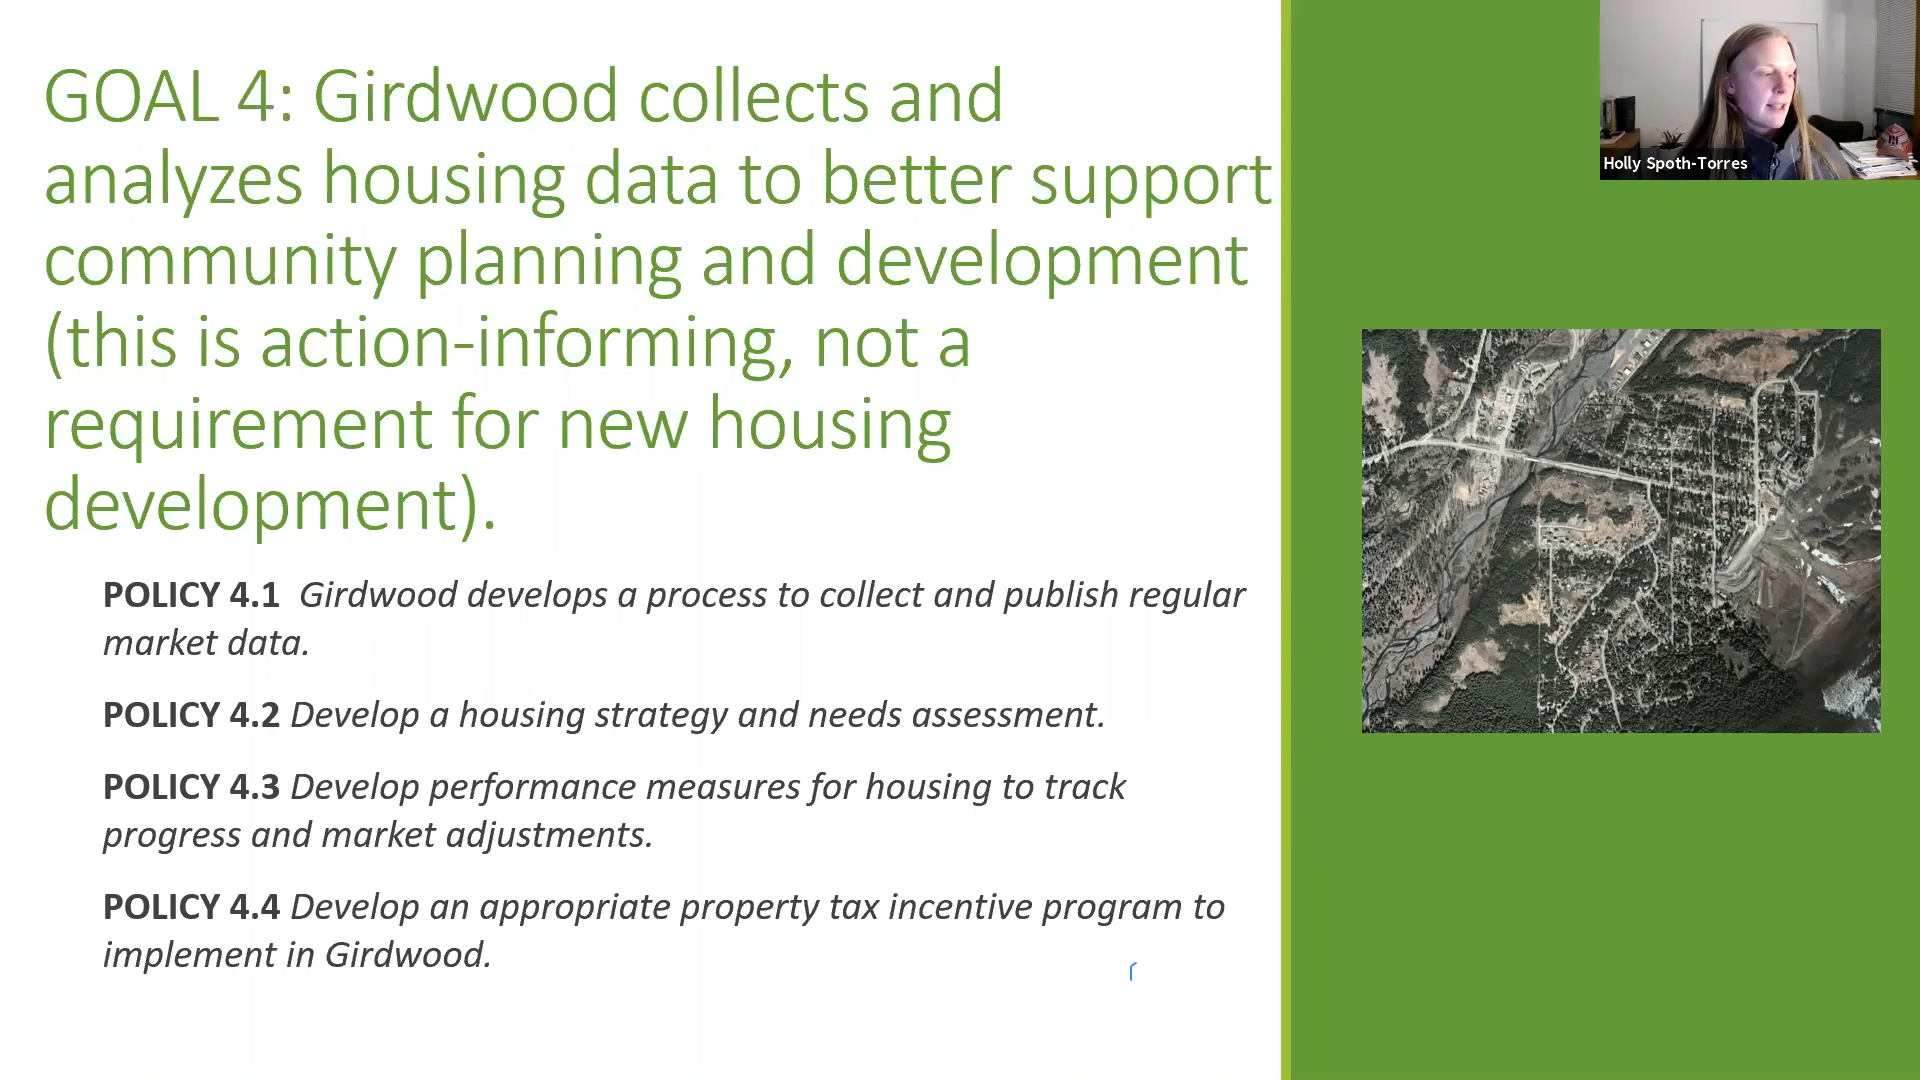 GOAL 4: Girdwood collects and
analyzes housing data to better support
community planning and development
(this is action-informing, not a
requirement for new housing
development).
POLICY 4.1 Girdwood develops a process to collect and publish regular
market data.
POLICY 4.2 Develop a housing strategy and needs assessment.
POLICY 4.3 Develop performance measures for housing to track
progress and market adjustments.
POLICY 4.4 Develop an appropriate property tax incentive program to
implement in Girdwood.
Holly Spoth-Torres